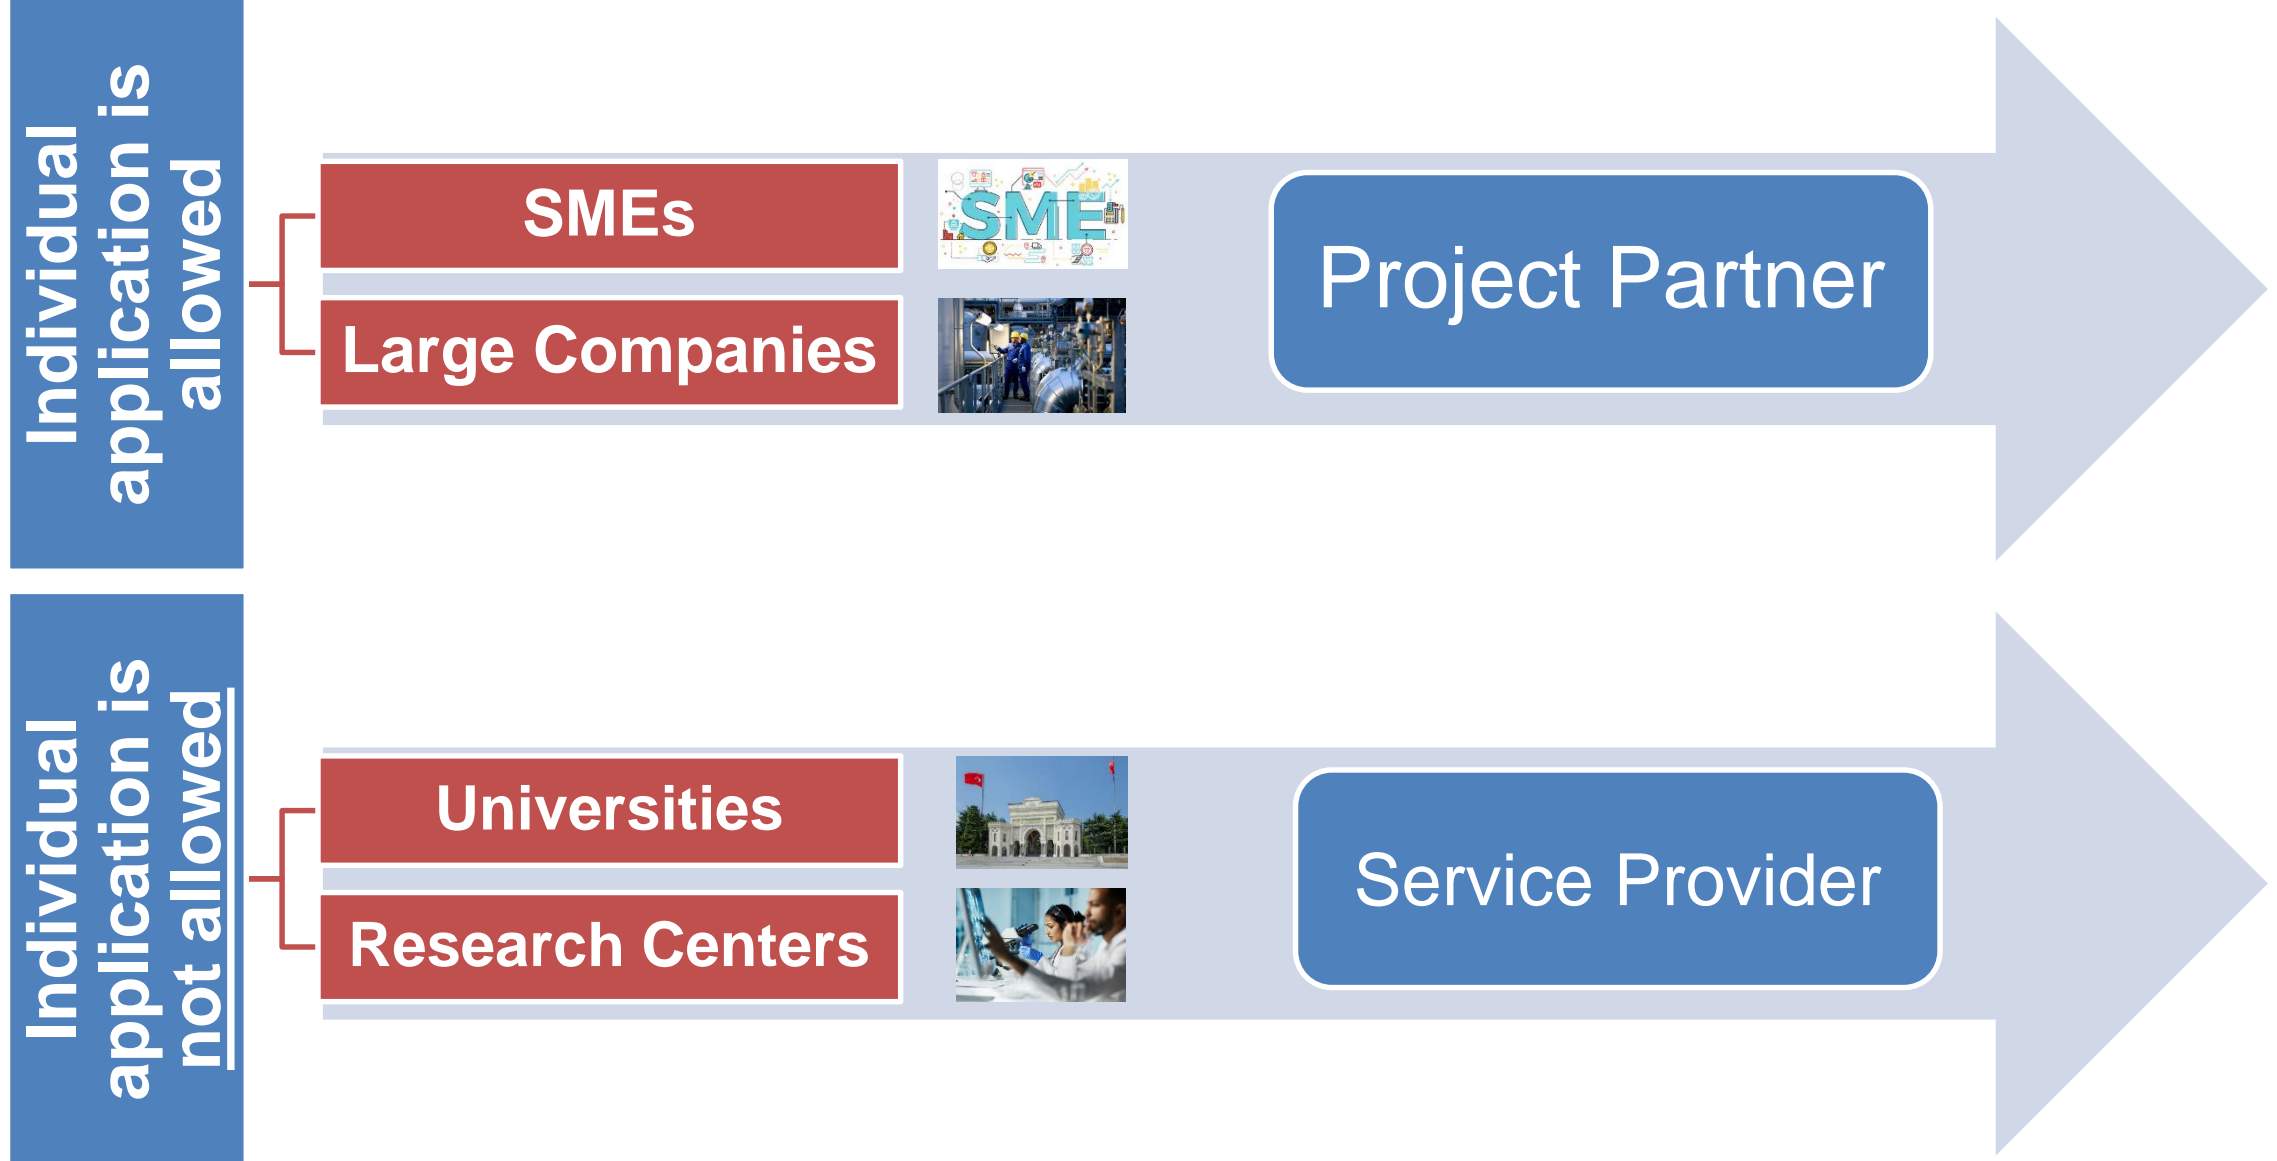 Individual
application is
allowed
SMEs
SME
Large Companies
Project Partner
Individual
application is
not allowed
Universities
Research Centers
Service Provider